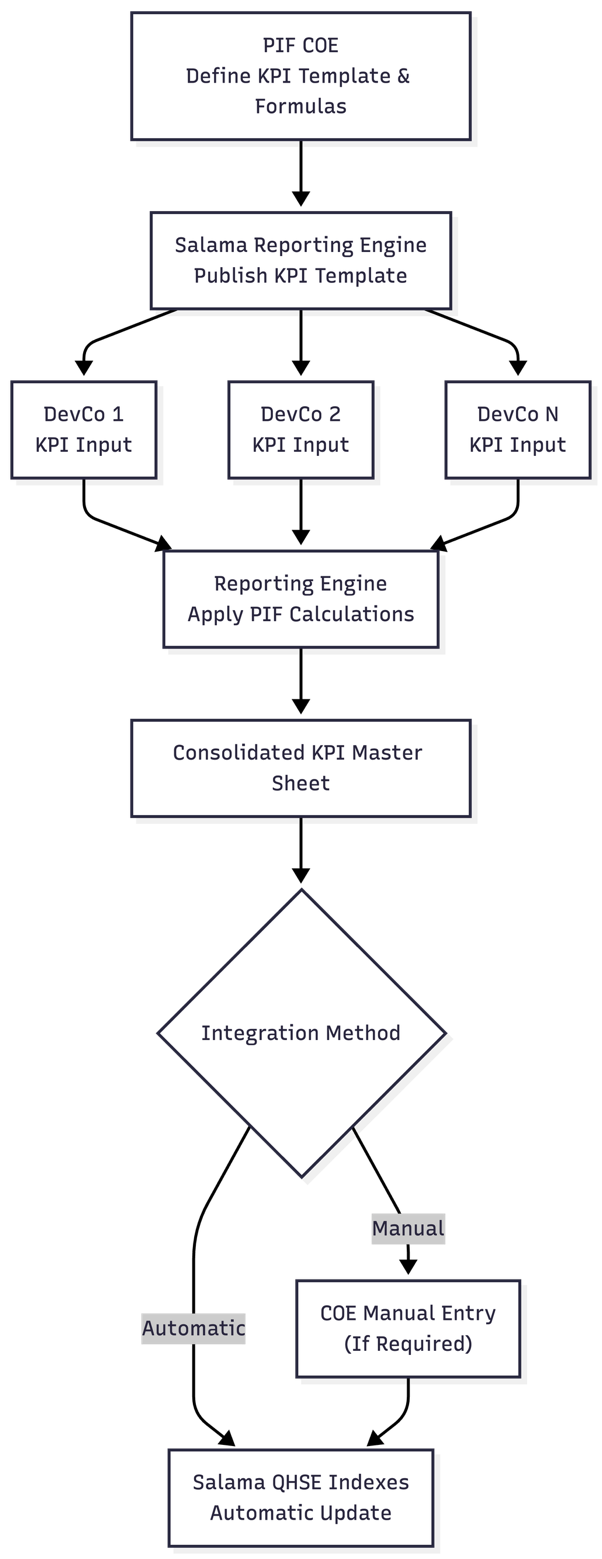 PIF COE
Define KPI Template &
Formulas
Salama Reporting Engine
Publish KPI Template
DevCo 1
KPI Input
DevCo 2
KPI Input
DevCo N
KPI Input
Reporting Engine
Apply PIF Calculations
Consolidated KPI Master
Sheet
Integration Method
Manual
Automatic
COE Manual Entry
(If Required)
Salama QHSE Indexes
Automatic Update